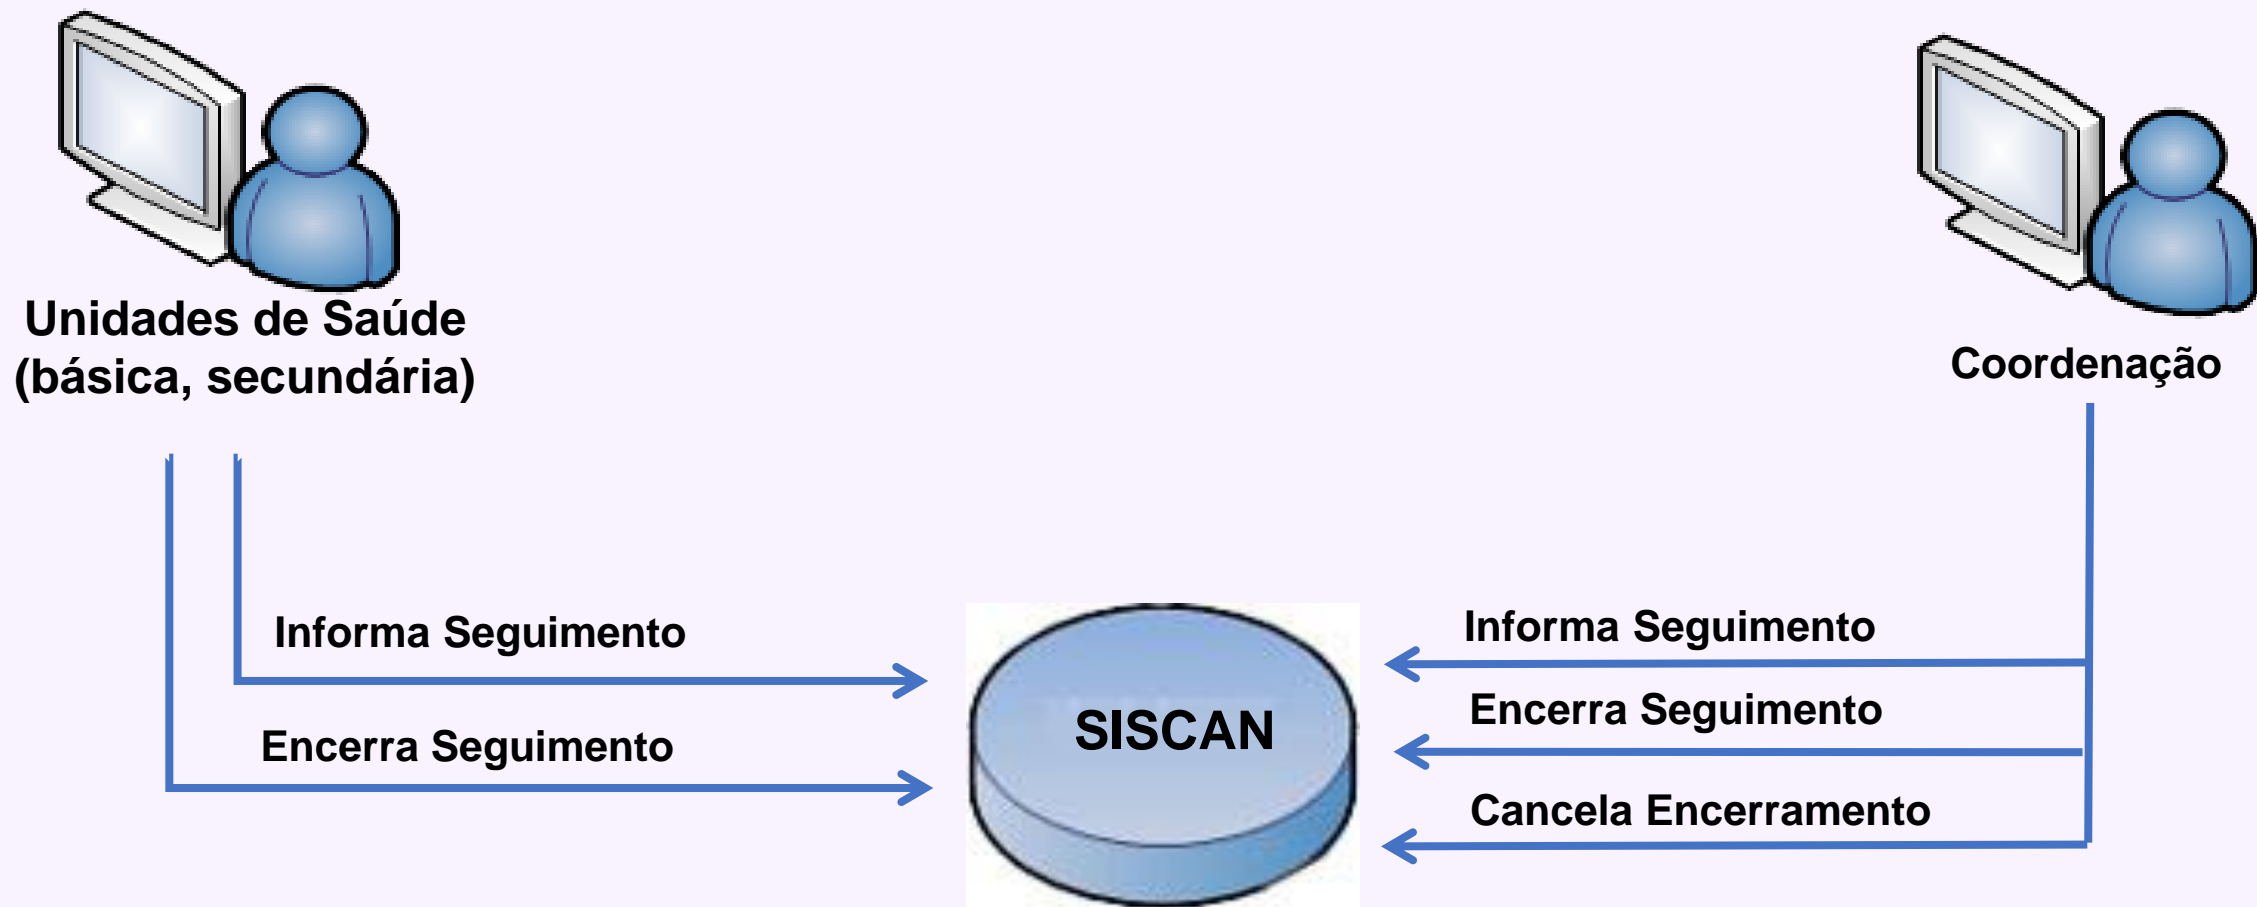 Unidades de Saúde
(básica, secundária)
Coordenação
Informa Seguimento
Encerra Seguimento
SISCAN
Informa Seguimento
Encerra Seguimento
Cancela Encerramento